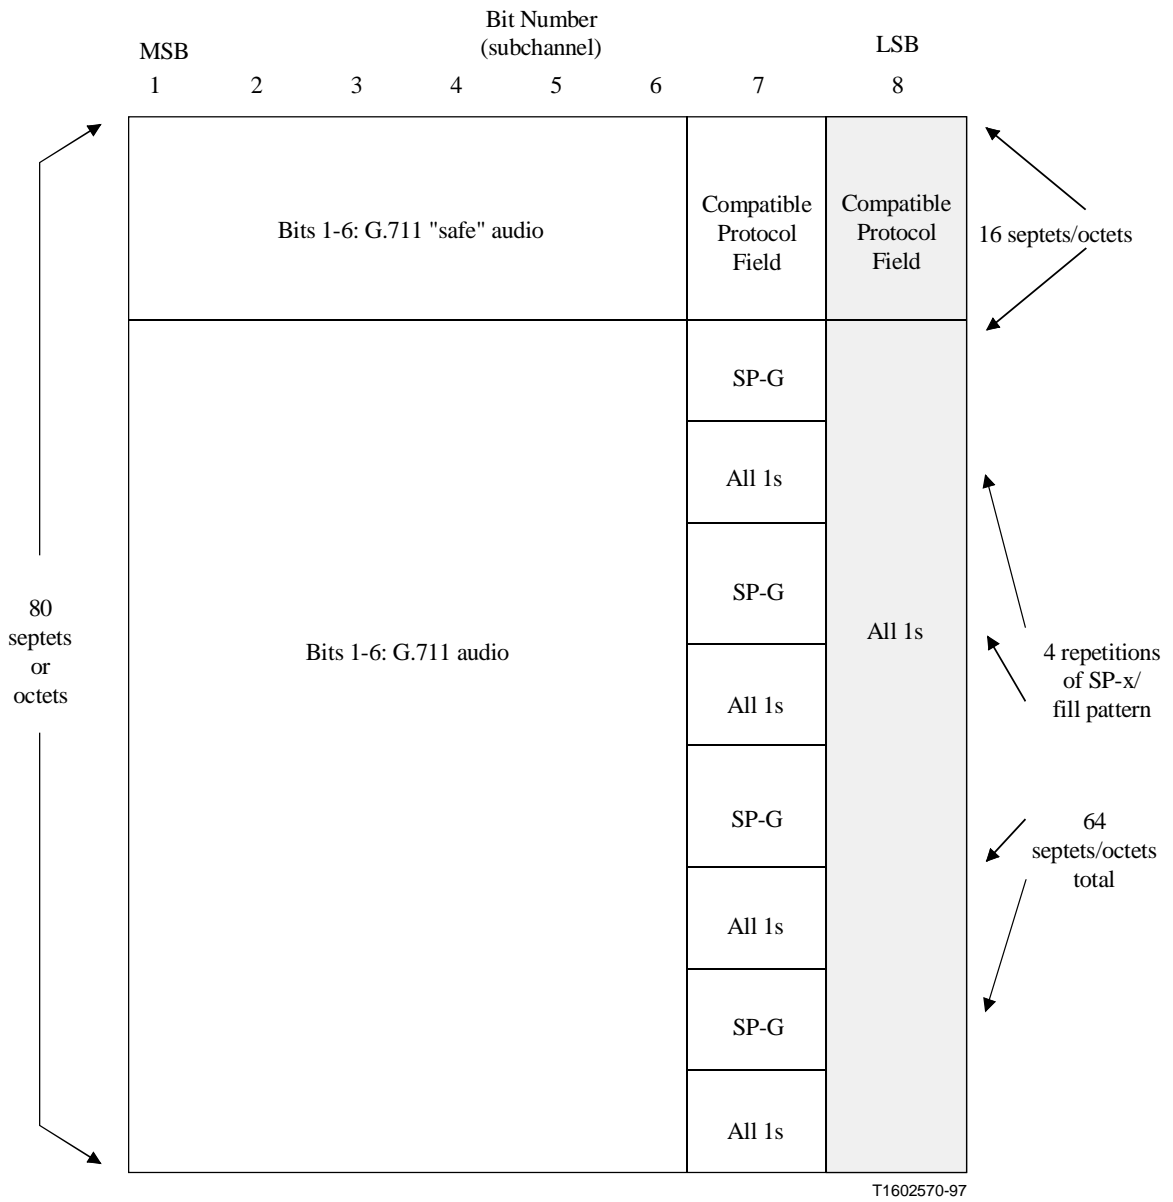 Bit Number
(subchannel)
MSB
LSB
1 2 3 4 5 6 7 8
Bits 1-6: G.711 "safe" audio
Compatible
Protocol
Field
Compatible
Protocol
Field
16 septets/octets
SP-G
All 1s
SP-G
All 1s
80
septets
or
octets
Bits 1-6: G.711 audio
All 1s
4 repetitions
of SP-x/
fill pattern
SP-G
64
septets/octets
total
All 1s
SP-G
All 1s
T1602570-97